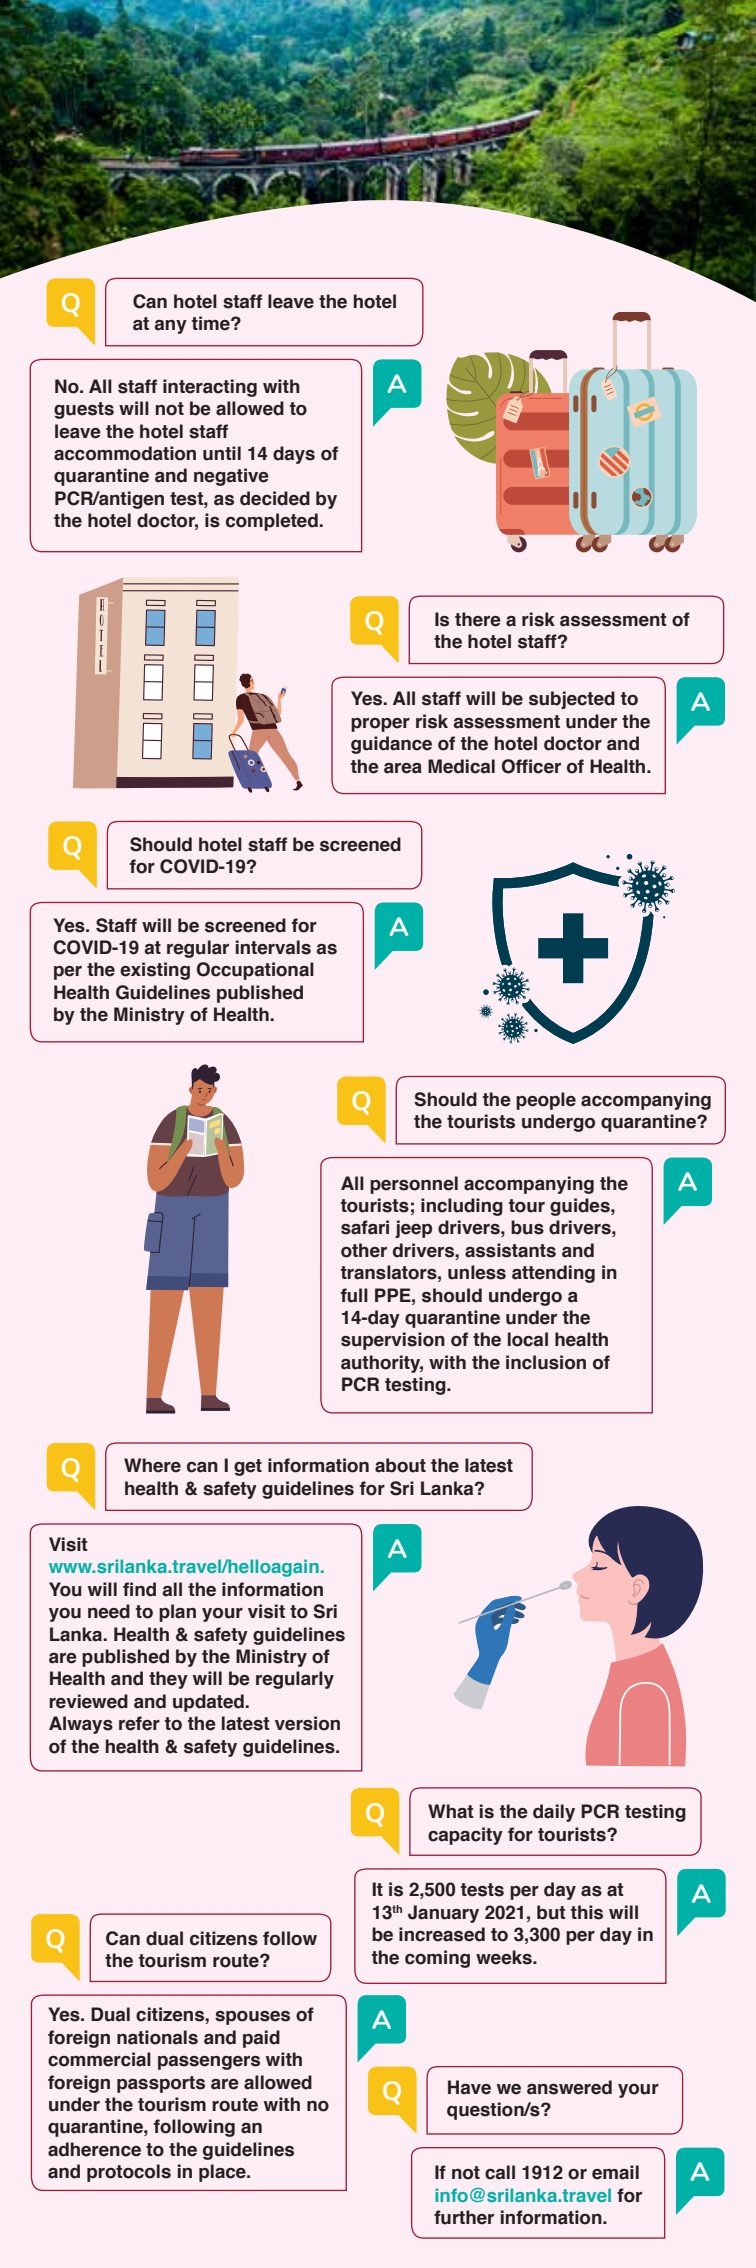 Q
Can hotel staff leave the hotel
at any time?
A
No. All staff interacting with
guests will not be allowed to
leave the hotel staff
accommodation until 14 days of
quarantine and negative
PCR/antigen test, as decided by
the hotel doctor, is completed.
HOTEL
Q
Is there a risk assessment of
the hotel staff?
A
Yes. All staff will be subjected to
proper risk assessment under the
guidance of the hotel doctor and
the area Medical Officer of Health.
Q
Should hotel staff be screened
for COVID-19?
A
Yes. Staff will be screened for
COVID-19 at regular intervals as
per the existing Occupational
Health Guidelines published
by the Ministry of Health.
Q
Should the people accompanying
the tourists undergo quarantine?
A
All personnel accompanying the
tourists; including tour guides,
safari jeep drivers, bus drivers,
other drivers, assistants and
translators, unless attending in
full PPE, should undergo a
14-day quarantine under the
supervision of the local health
authority, with the inclusion of
PCR testing.
Q
Where can I get information about the latest
health & safety guidelines for Sri Lanka?
A
Visit
www.srilanka.travel/helloagain.
You will find all the information
you need to plan your visit to Sri
Lanka. Health & safety guidelines
are published by the Ministry of
Health and they will be regularly
reviewed and updated.
Always refer to the latest version
of the health & safety guidelines.
Q
What is the daily PCR testing
capacity for tourists?
A
It is 2,500 tests per day as at
13th January 2021, but this will
be increased to 3,300 per day in
the coming weeks.
Q
Can dual citizens follow
the tourism route?
A
Yes. Dual citizens, spouses of
foreign nationals and paid
commercial passengers with
foreign passports are allowed
under the tourism route with no
quarantine, following an
adherence to the guidelines
and protocols in place.
Q
Have we answered your
question/s?
A
If not call 1912 or email
info@srilanka.travel for
further information.